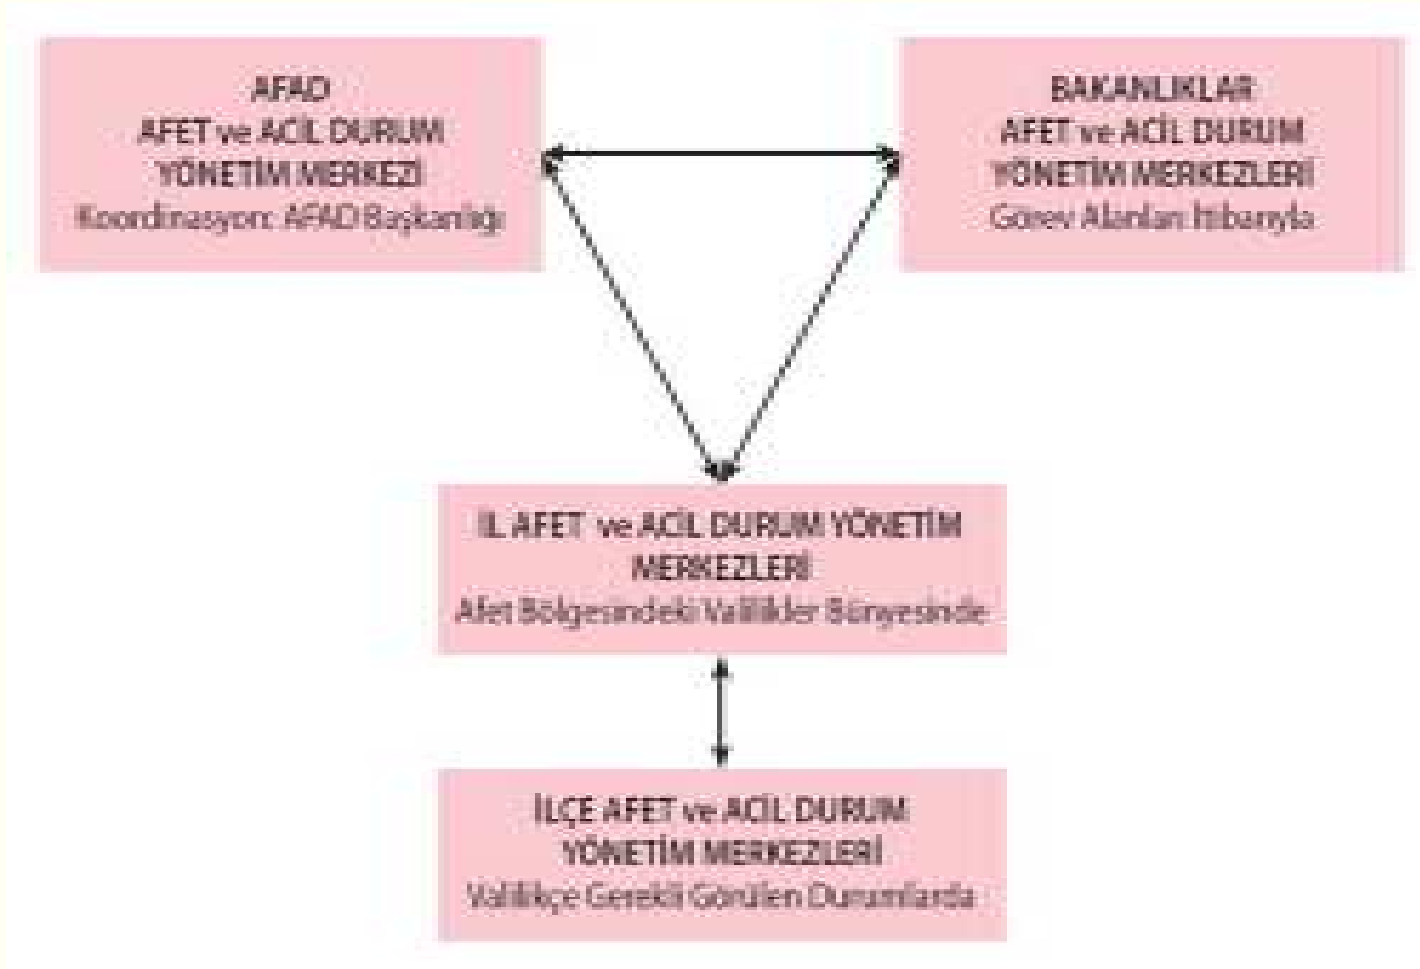 AFAD
AFET ve ACİL DURUM
YÖNETİM MERKEZİ
Koordinasyon: AFAD Başkanlığı
BAKANLIKLAR
AFET ve ACİL DURUM
YÖNETİM MERKEZLERİ
Görev Alanları İtibarıyla
İL AFET ve ACİL DURUM YÖNETİM
MERKEZLERİ
Afet Bölgesindeki Valilikler Bünyesinde
İLÇE AFET ve ACİL DURUM
YÖNETİM MERKEZLERİ
Valilikçe Gerekli Görülen Durumlarda